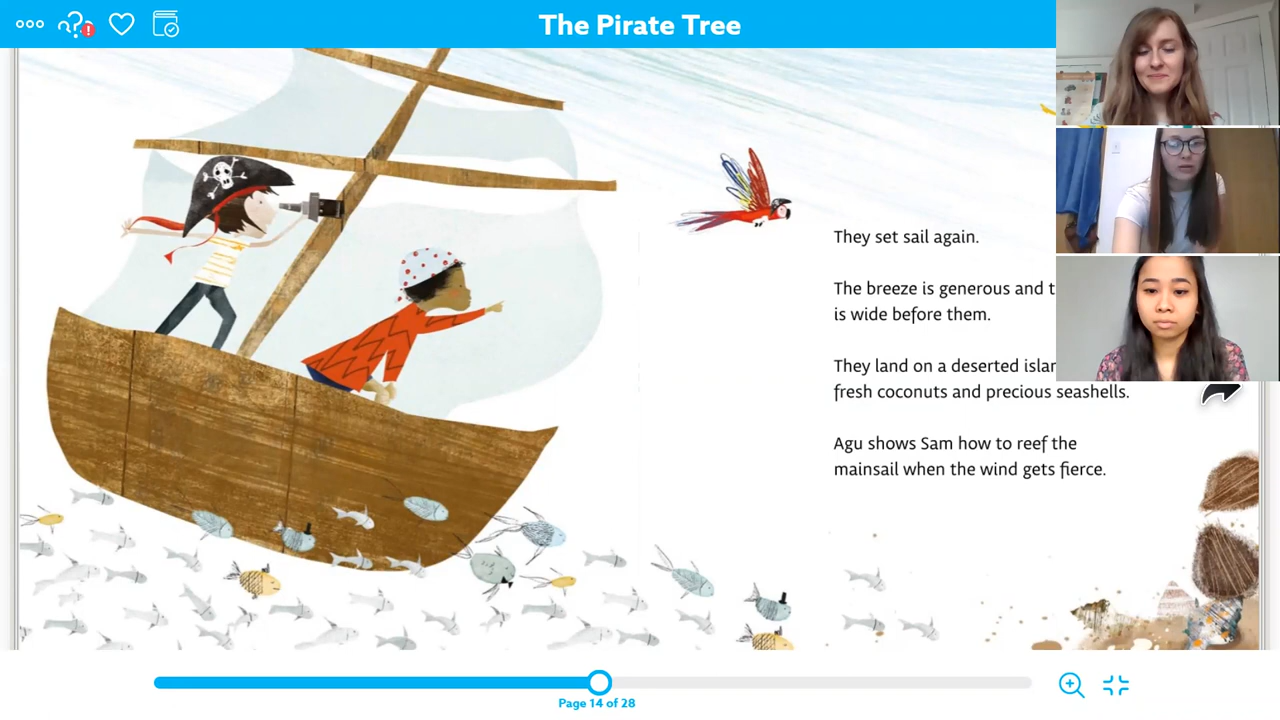 The Pirate Tree
They set sail again.
The breeze is generous and
is wide before them.
They land on a deserted
fresh coconuts and precious seashells.
Agu shows Sam how to reef the
mainsail when the wind gets fierce.
Page 14 of 28